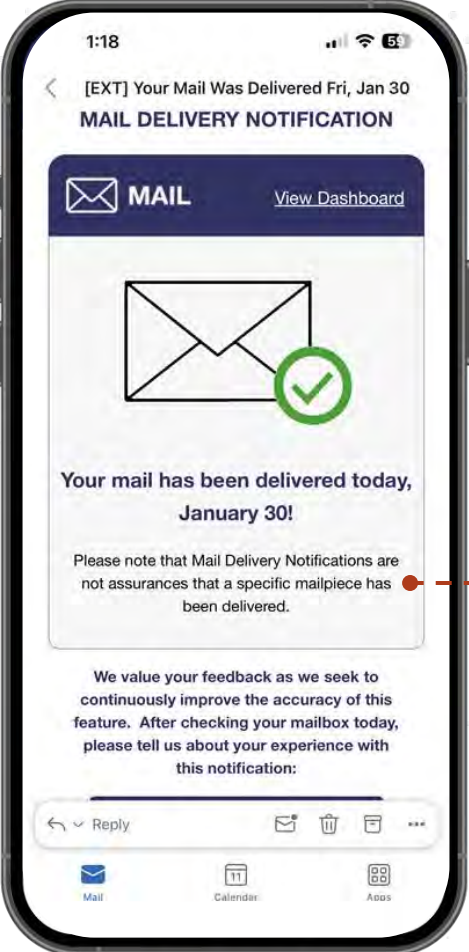 1:18
59
[EXT] Your Mail Was Delivered Fri, Jan 30
MAIL DELIVERY NOTIFICATION
MAIL
View Dashboard
Your mail has been delivered today,
January 30!
Please note that Mail Delivery Notifications are
not assurances that a specific mailpiece has
been delivered.
We value your feedback as we seek to
continuously improve the accuracy of this
feature. After checking your mailbox today,
please tell us about your experience with
this notification:
Reply
11
Mail
Calendar
Apps